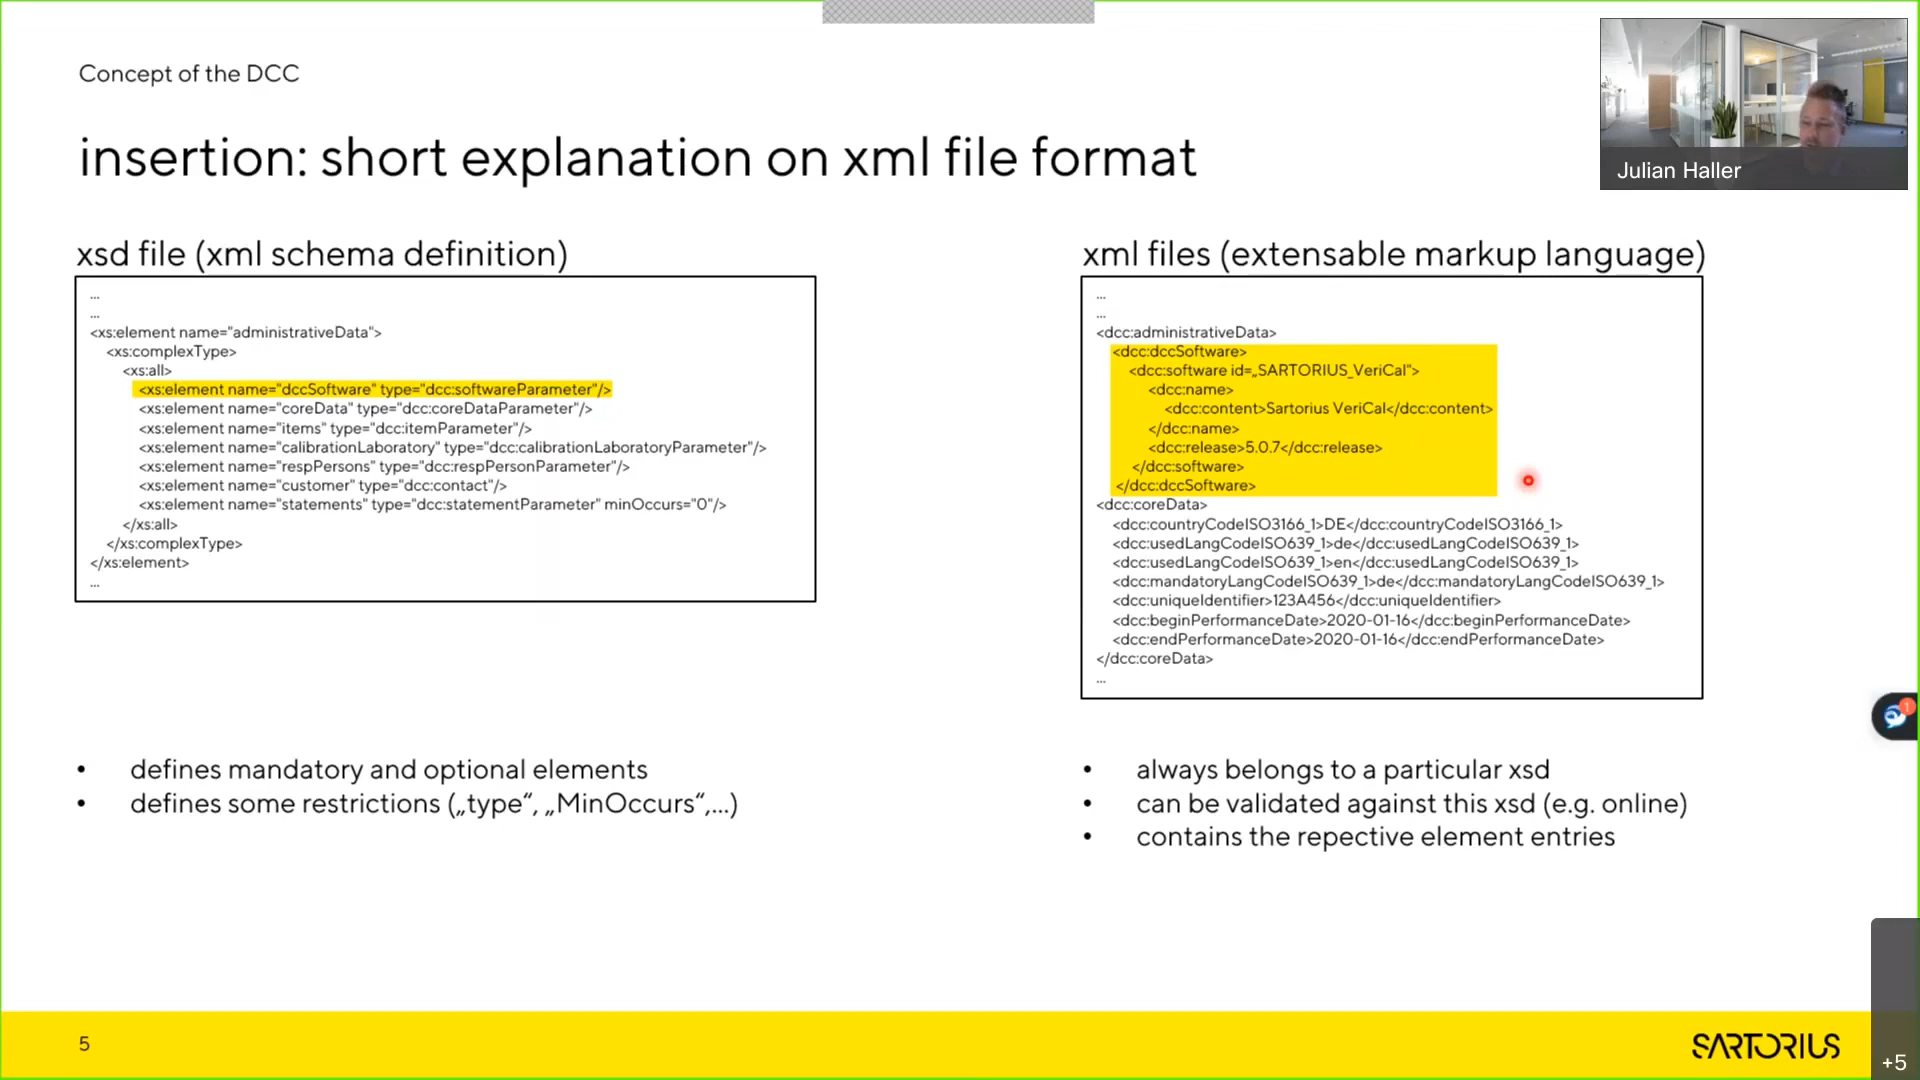 Concept of the DCC
insertion: short explanation on xml file format
Julian Haller
xsd file (xml schema definition)
...
...
<xs:element name="administrativeData">
<xs:complexType>
<xs:all>
<xs:element name="dccSoftware" type="dcc:softwareParameter"/>
<xs:element name="coreData" type="dcc:coreDataParameter"/>
<xs:element name="items" type="dcc:itemParameter"/>
<xs:element name="calibrationLaboratory" type="dcc:calibrationLaboratoryParameter"/>
<xs:element name="respPersons" type="dcc:respPersonParameter"/>
<xs:element name="customer" type="dcc:contact"/>
<xs:element name="statements" type="dcc:statementParameter" minOccurs="0"/>
</xs:all>
</xs:complexType>
</xs:element>
...
• defines mandatory and optional elements
• defines some restrictions („type“, „MinOccurs“,...)
xml files (extensable markup language)
...
...
<dcc:administrativeData>
<dcc:dccSoftware>
<dcc:software id=„SARTORIUS_VeriCal">
<dcc:name>
<dcc:content>Sartorius VeriCal</dcc:content>
</dcc:name>
<dcc:release>5.0.7</dcc:release>
</dcc:software>
</dcc:dccSoftware>
<dcc:coreData>
<dcc:countryCodeISO3166_1>DE</dcc:countryCodeISO3166_1>
<dcc:usedLangCodeISO639_1>de</dcc:usedLangCodeISO639_1>
<dcc:usedLangCodeISO639_1>en</dcc:usedLangCodeISO639_1>
<dcc:mandatoryLangCodeISO639_1>de</dcc:mandatoryLangCodeISO639_1>
<dcc:uniqueIdentifier>123A456</dcc:uniqueIdentifier>
<dcc:beginPerformanceDate>2020-01-16</dcc:beginPerformanceDate>
<dcc:endPerformanceDate>2020-01-16</dcc:endPerformanceDate>
</dcc:coreData>
...
• always belongs to a particular xsd
• can be validated against this xsd (e.g. online)
• contains the repective element entries
1
5
SARTORIUS
+5